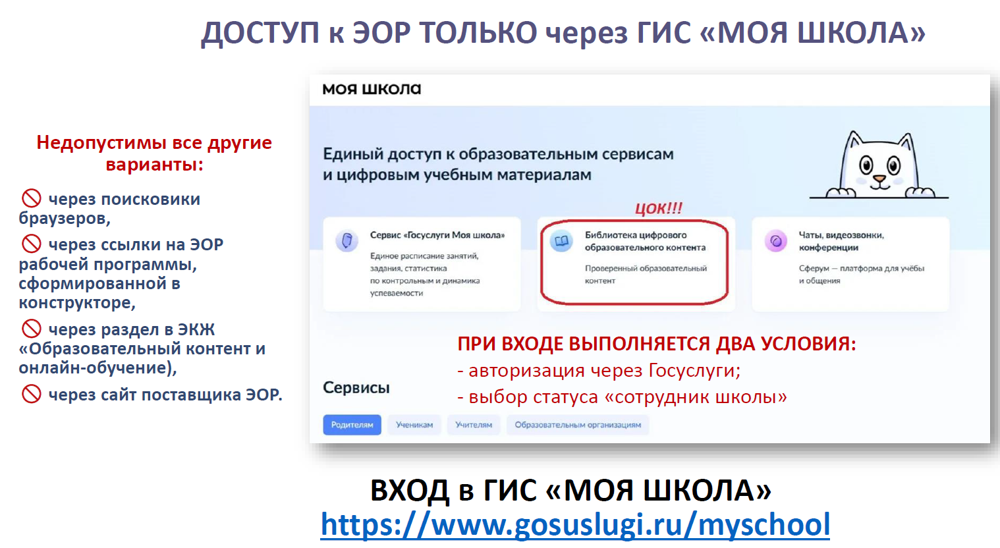 ДОСТУП к ЭОР ТОЛЬКО через ГИС «МОЯ ШКОЛА»
Недопустимы все другие
варианты:
через поисковики
браузеров,
через ссылки на ЭОР
рабочей программы,
сформированной в
конструкторе,
через раздел в ЭКЖ
«Образовательный контент и
онлайн-обучение),
через сайт поставщика ЭОР.
МОЯ ШКОЛА
Единый доступ к образовательным сервисам
и цифровым учебным материалам
ЦОК!!!
Сервис «Госуслуги Моя школа»
Единое расписание занятий,
задания, статистика
по контрольным и динамика
успеваемости
Библиотека цифрового
образовательного контента
Проверенный образовательный
контент
Чаты, видеозвонки,
конференции
Сферум — платформа для учёбы
и общения
ПРИ ВХОДЕ ВЫПОЛНЯЕТСЯ ДВА УСЛОВИЯ:
- авторизация через Госуслуги;
- выбор статуса «сотрудник школы»
Сервисы
Родителям
Ученикам
Учителям
Образовательным организациям
ВХОД в ГИС «МОЯ ШКОЛА»
https://www.gosuslugi.ru/myschool